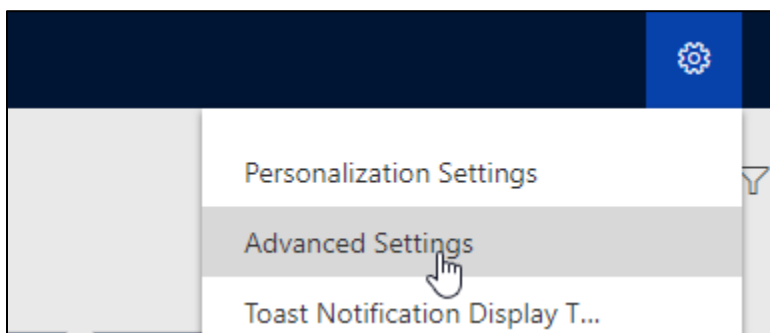 Personalization Settings
Advanced Settings
Toast Notification Display T...